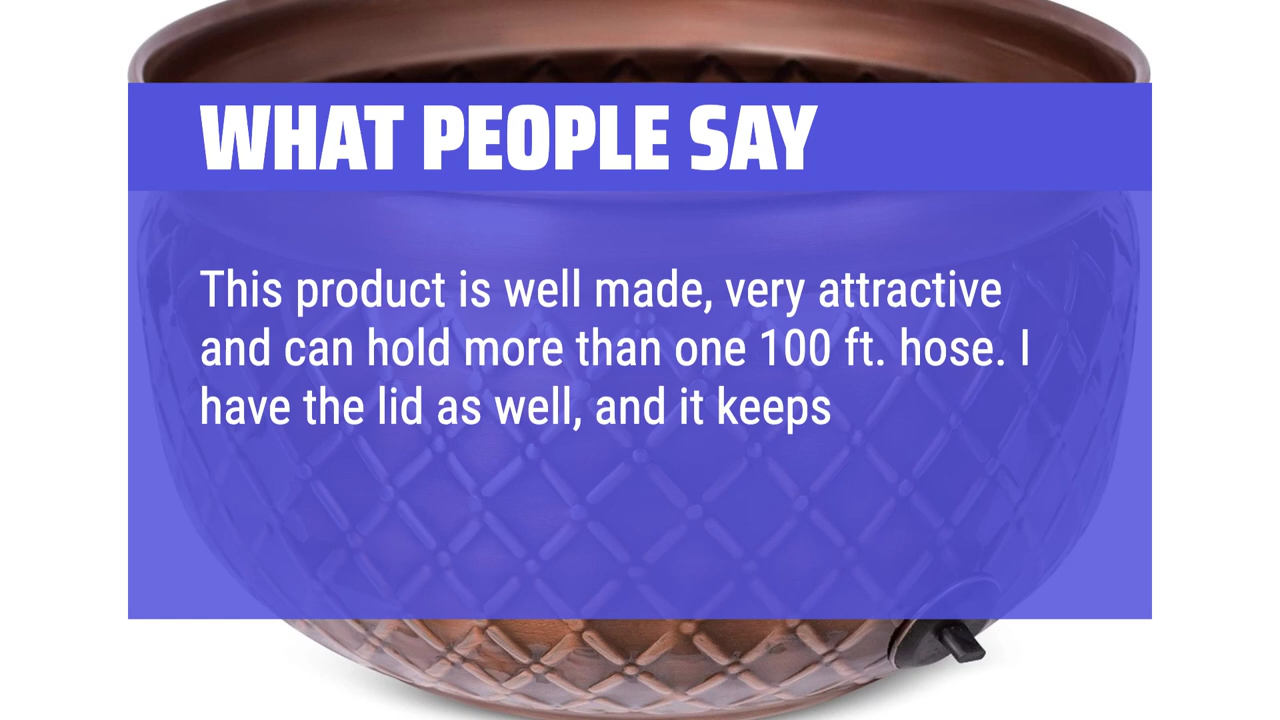 WHAT PEOPLE SAY
This product is well made, very attractive
and can hold more than one 100 ft. hose. I
have the lid as well, and it keeps